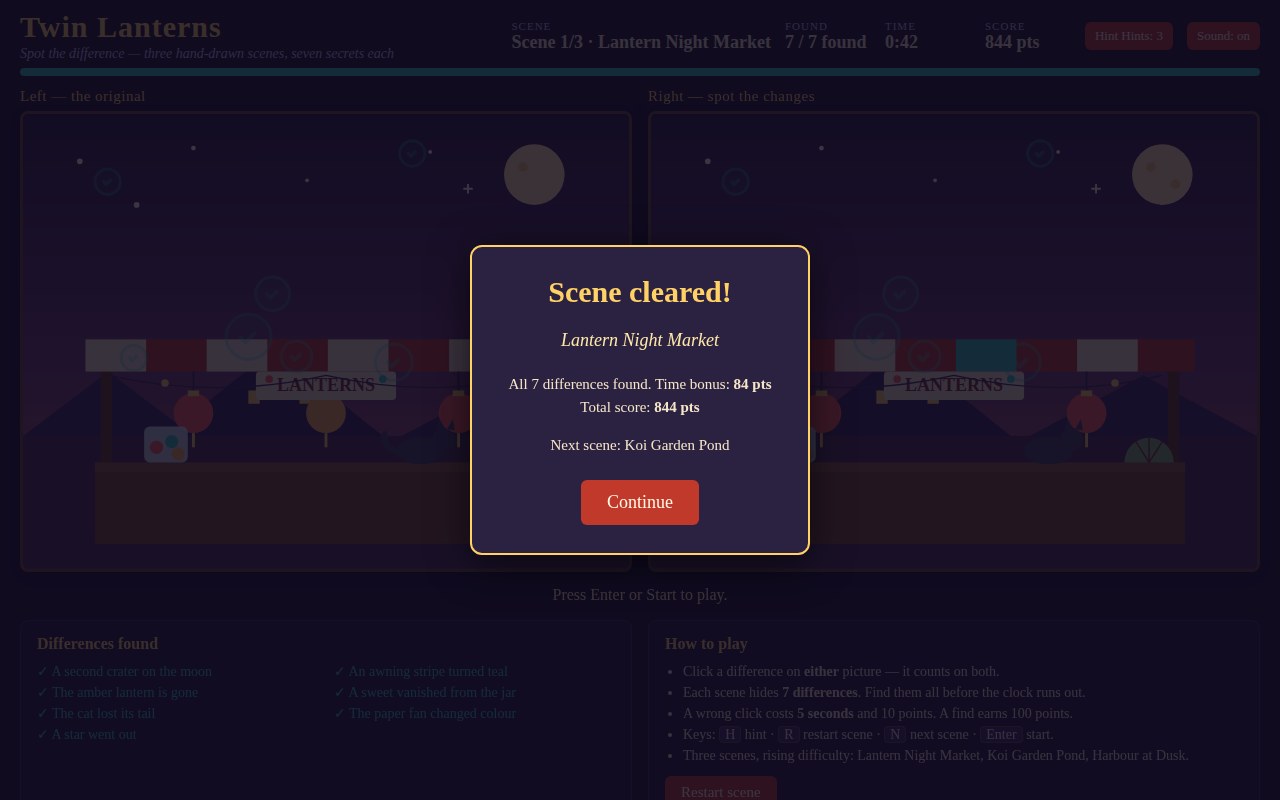 Twin Lanterns
Spot the difference — three hand-drawn scenes, seven secrets each
SCENE
Scene 1/3 · Lantern Night Market
FOUND
7 / 7 found
TIME
0:42
SCORE
844 pts
Hint Hints: 3
Sound: on
Left — the original
Right — spot the changes
LANTERNS
LANTERNS
Scene cleared!
Lantern Night Market
All 7 differences found. Time bonus: 84 pts
Total score: 844 pts
Next scene: Koi Garden Pond
Continue
Press Enter or Start to play.
Differences found
✓ A second crater on the moon
✓ An awning stripe turned teal
✓ The amber lantern is gone
✓ A sweet vanished from the jar
✓ The cat lost its tail
✓ The paper fan changed colour
✓ A star went out
How to play
• Click a difference on either picture — it counts on both.
• Each scene hides 7 differences. Find them all before the clock runs out.
• A wrong click costs 5 seconds and 10 points. A find earns 100 points.
• Keys: H hint · R restart scene · N next scene · Enter start.
• Three scenes, rising difficulty: Lantern Night Market, Koi Garden Pond, Harbour at Dusk.
Restart scene